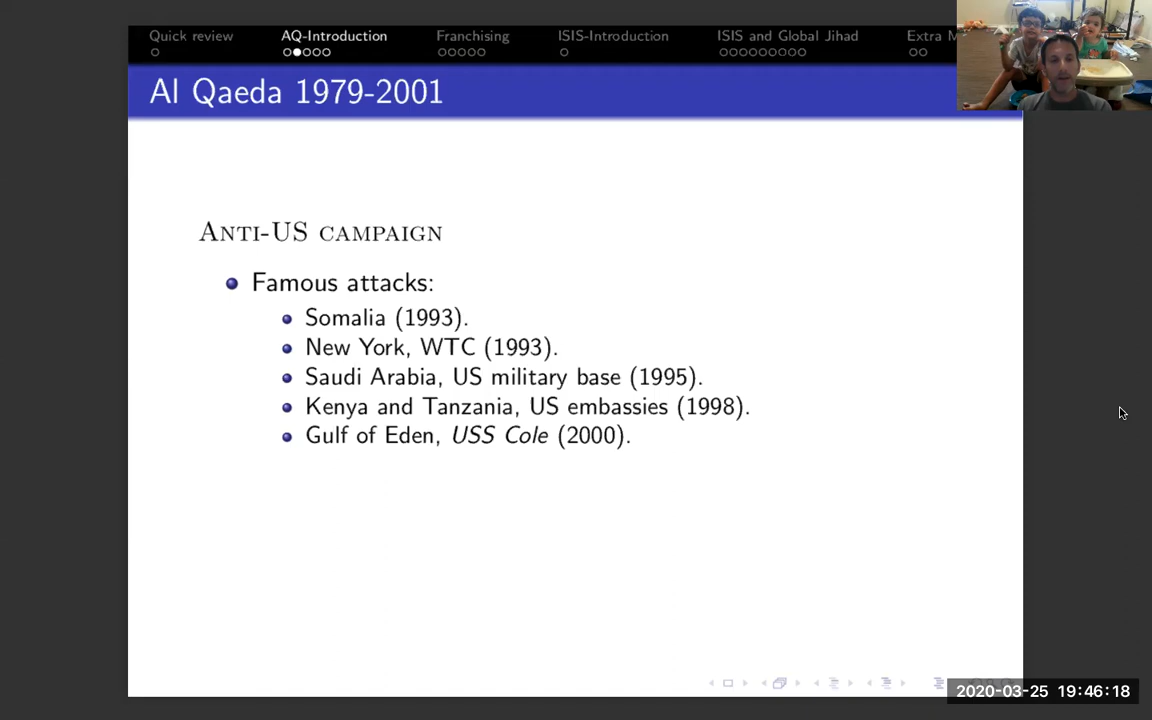 Quick review
AQ-Introduction
Franchising
ISIS-Introduction
ISIS and Global Jihad
Extra M
Al Qaeda 1979-2001
Anti-US campaign
Famous attacks:
Somalia (1993).
New York, WTC (1993).
Saudi Arabia, US military base (1995).
Kenya and Tanzania, US embassies (1998).
Gulf of Eden, USS Cole (2000).
2020-03-25 19:46:18